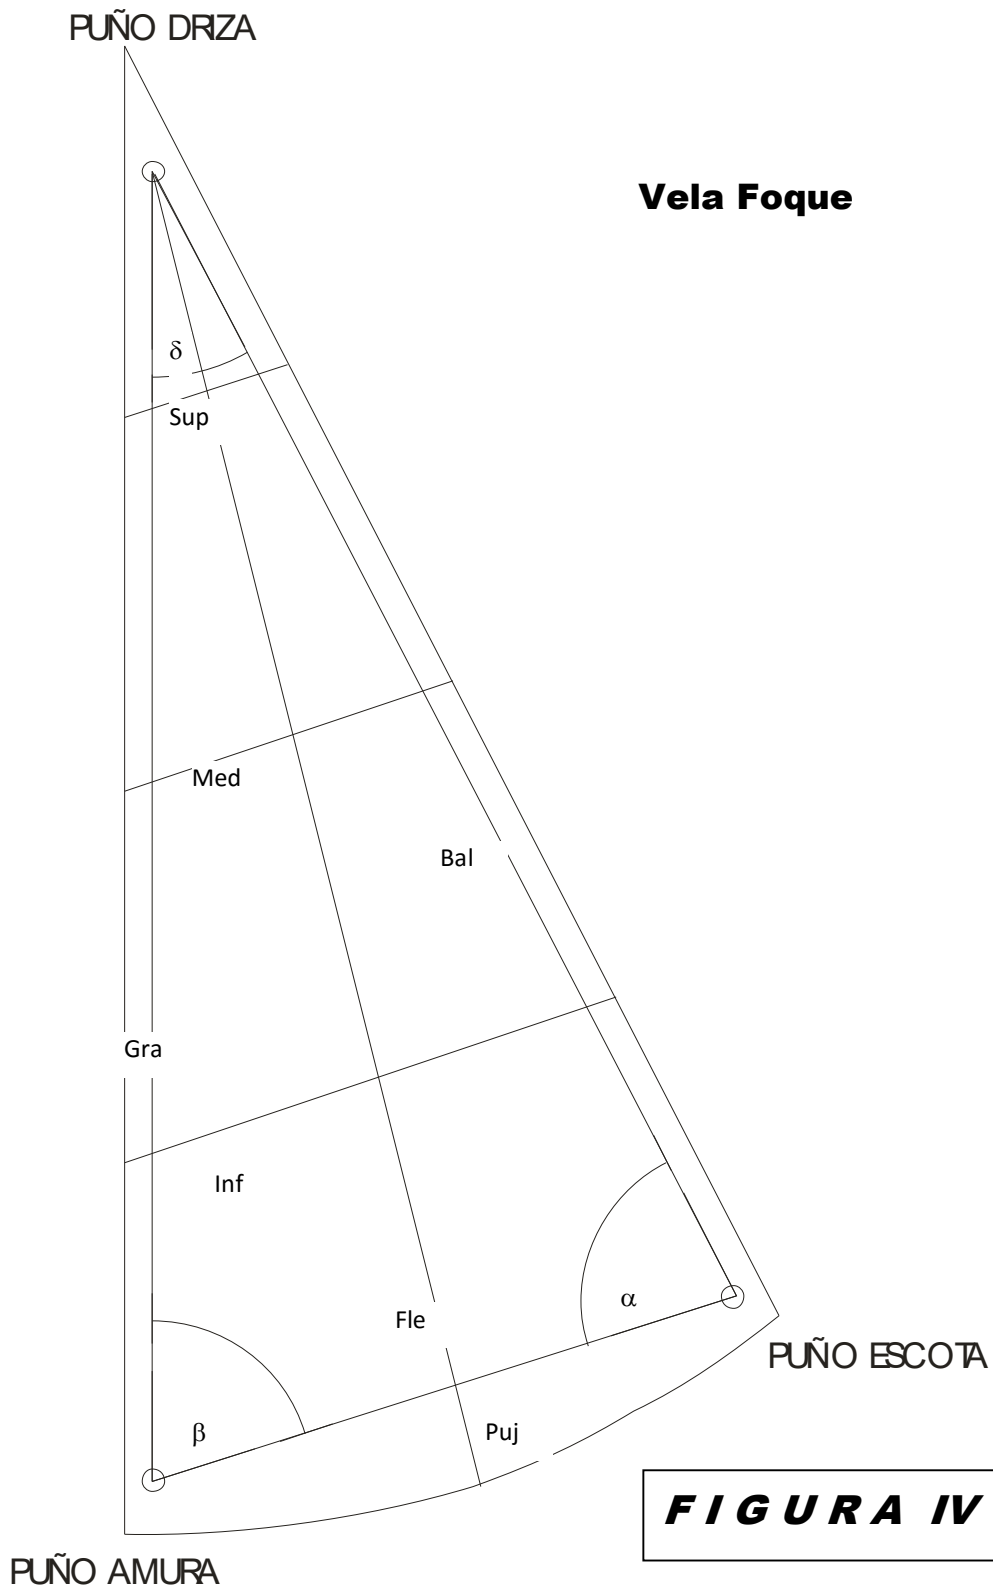 PUÑO DRIZA
Vela Foque
δ
Sup
Med
Bal
Gra
Inf
α
Fle
PUÑO ESCOTA
β
Puj
FIGURA IV
PUÑO AMURA